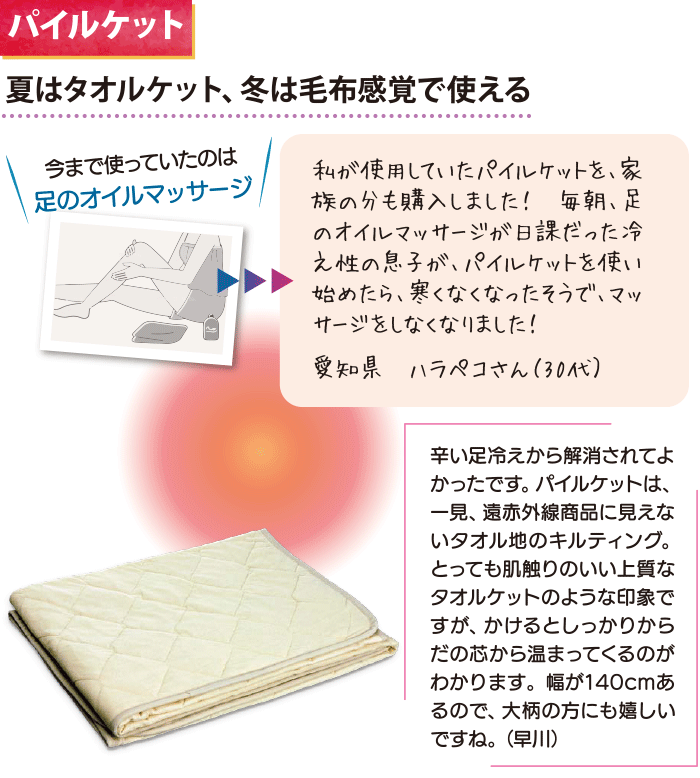 パイルケット
夏はタオルケット、冬は毛布感覚で使える
今まで使っていたのは
足のオイルマッサージ
私が使用していたパイルケットを、家
族の分も購入しました！　毎朝、足
のオイルマッサージが日課だった冷
え性の息子が、パイルケットを使い
始めたら、寒くなくなったそうで、マッ
サージをしなくなりました！
愛知県　ハラペコさん（30代）
辛い足冷えから解消されてよ
かったです。パイルケットは、
一見、遠赤外線商品に見えな
いタオル地のキルティング。
とっても肌触りのいい上質な
タオルケットのような印象で
すが、かけるとしっかりから
だの芯から温まってくるのが
わかります。幅が140cmあ
るので、大柄の方にも嬉しい
ですね。（早川）